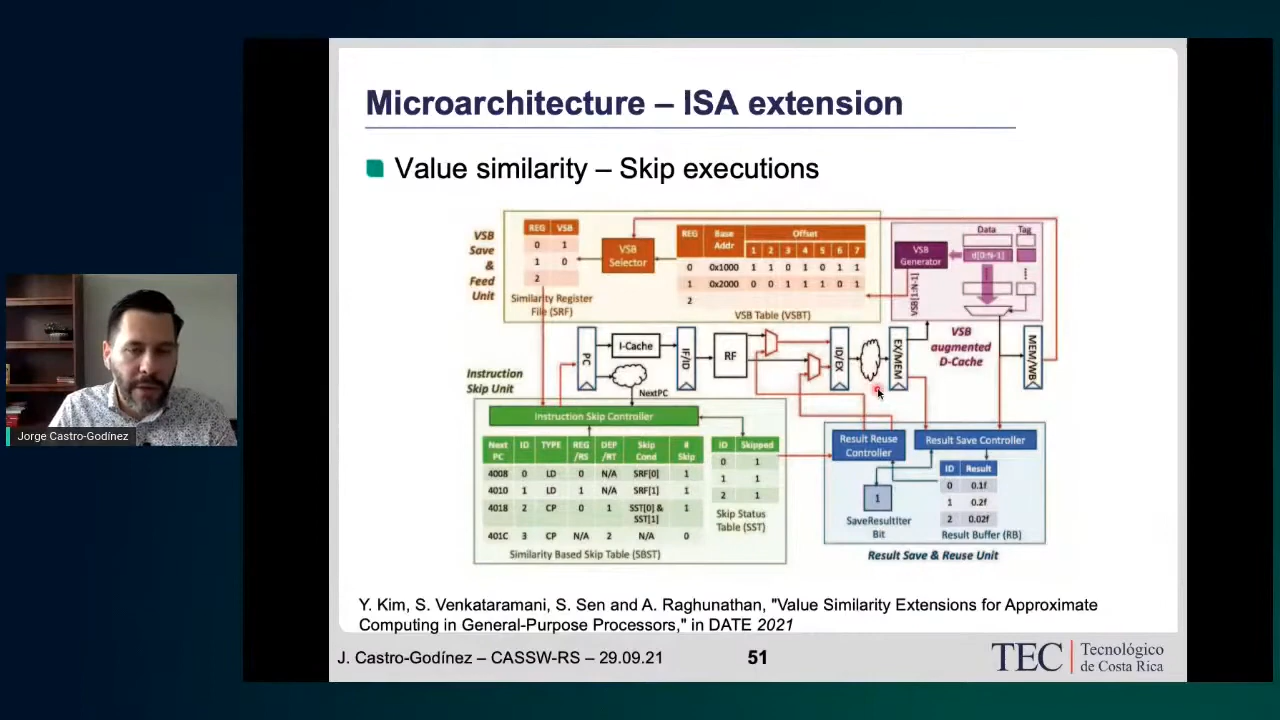 Microarchitecture – ISA extension
Value similarity – Skip executions
VSB
Save
&
Feed
Unit
REG VSB
0 1
1 0
2
Similarity Register
File (SRF)
VSB
Selector
REG Base Addr Offset
1 2 3 4 5 6 7
0 0x1000 1 1 0 1 0 1 1
1 0x2000 0 0 1 1 1 0 1
2
VSB Table (VSBT)
VSB
Generator
VSB[1:N-1]
Data Tag
d[0:N-1]
VSB
augmented
D-Cache
PC
I-Cache
NextPC
IF/ID
RF
ID/EX
EX/MEM
MEM/WB
Instruction
Skip Unit
Instruction Skip Controller
Next PC ID TYPE REG /RS DEP /RT Skip Cond # Skip
4008 0 LD 0 N/A SRF[0] 1
4010 1 LD 1 N/A SRF[1] 1
4018 2 CP 0 1 SST[0] & SST[1] 1
401C 3 CP N/A 2 N/A 0
Similarity Based Skip Table (SBST)
ID Skipped
0 1
1 1
2 1
Skip Status
Table (SST)
Result Reuse
Controller
Result Save Controller
1
SaveResultIter
Bit
ID Result
0 0.1f
1 0.2f
2 0.02f
Result Buffer (RB)
Result Save & Reuse Unit
Y. Kim, S. Venkataramani, S. Sen and A. Raghunathan, "Value Similarity Extensions for Approximate
Computing in General-Purpose Processors," in DATE 2021
J. Castro-Godínez – CASSW-RS – 29.09.21
51
TEC
Tecnológico
de Costa Rica
Jorge Castro-Godínez